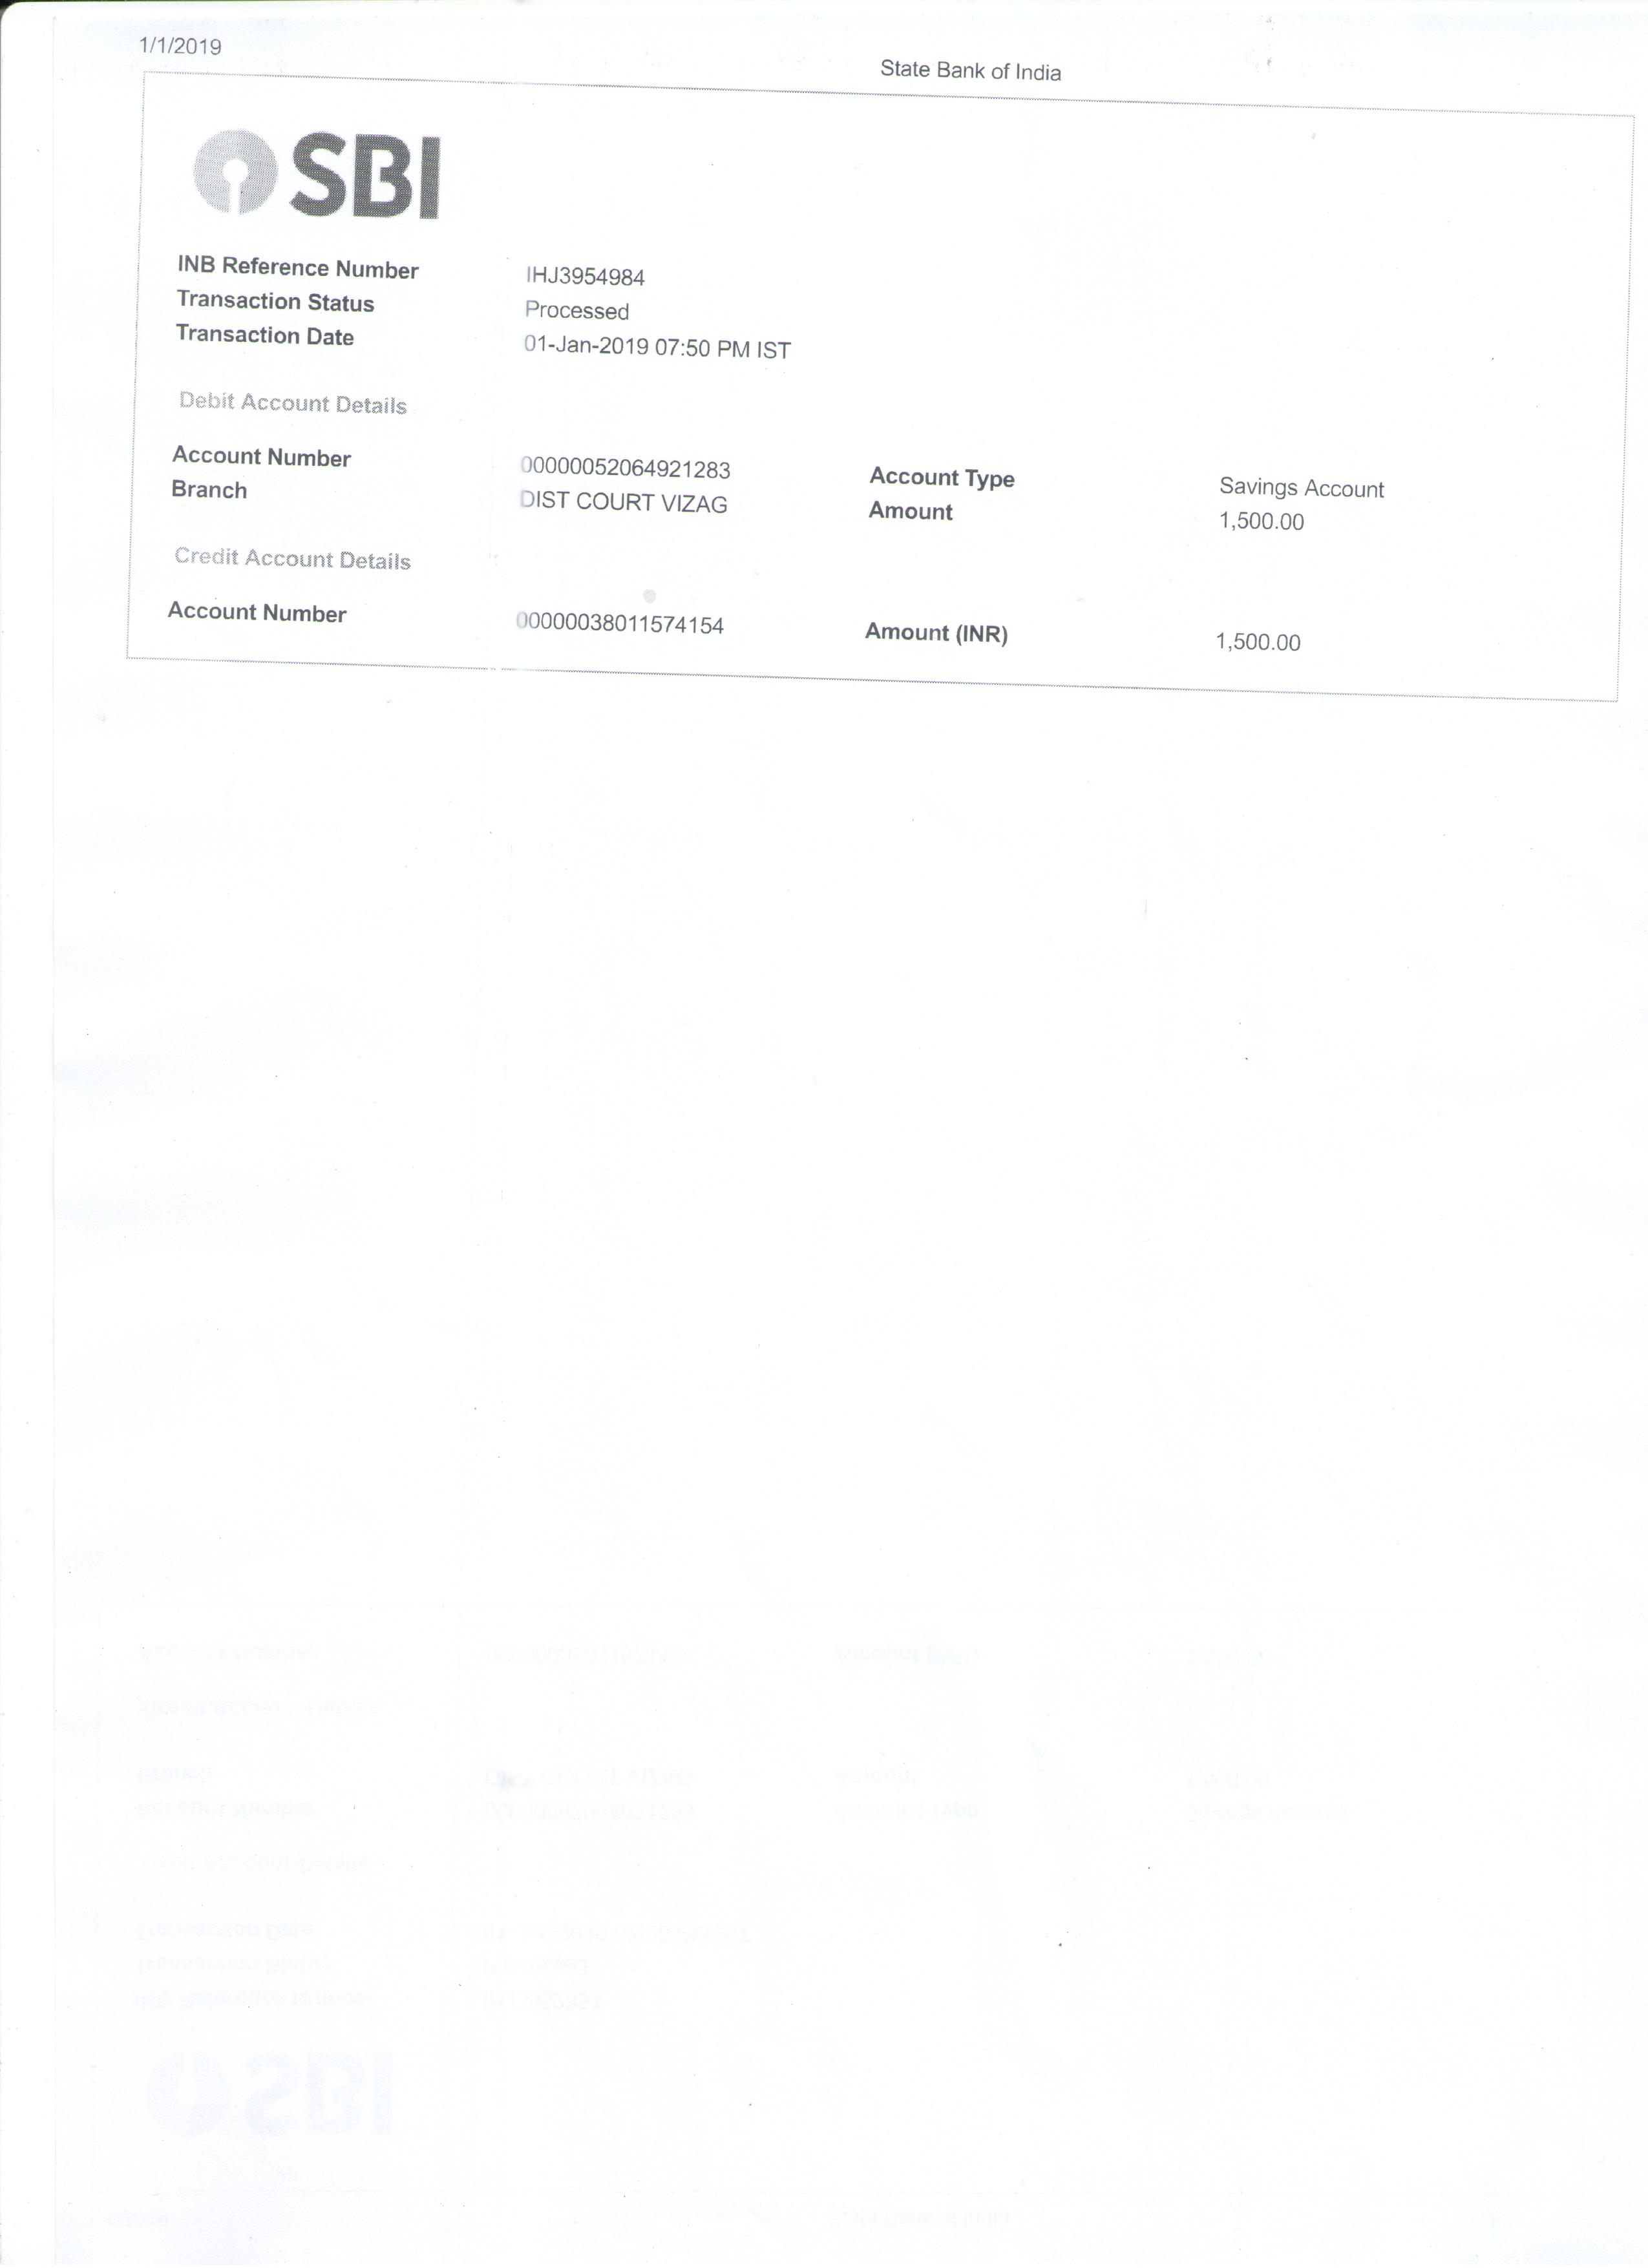 1/1/2019
State Bank of India
SBI
INB Reference Number IHJ3954984
Transaction Status Processed
Transaction Date 01-Jan-2019 07:50 PM IST
Debit Account Details
Account Number 00000052064921283 Account Type Savings Account
Branch DIST COURT VIZAG Amount 1,500.00
Credit Account Details
Account Number 00000038011574154 Amount (INR) 1,500.00